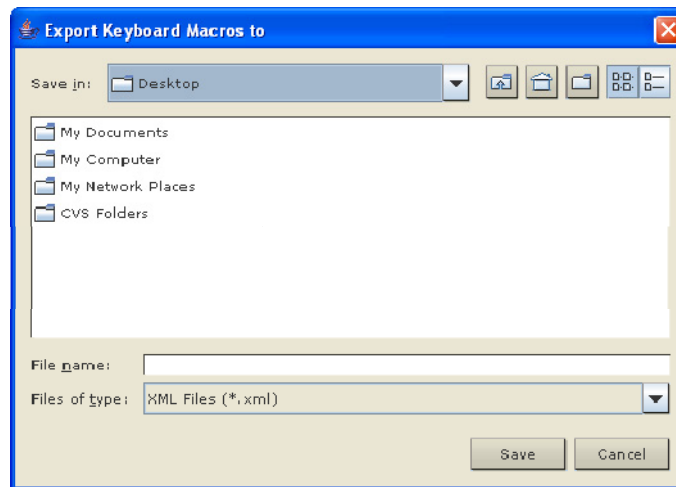 Export Keyboard Macros to
Save in: Desktop
My Documents
My Computer
My Network Places
CVS Folders
File name:
Files of type: XML Files (*.xml)
Save Cancel